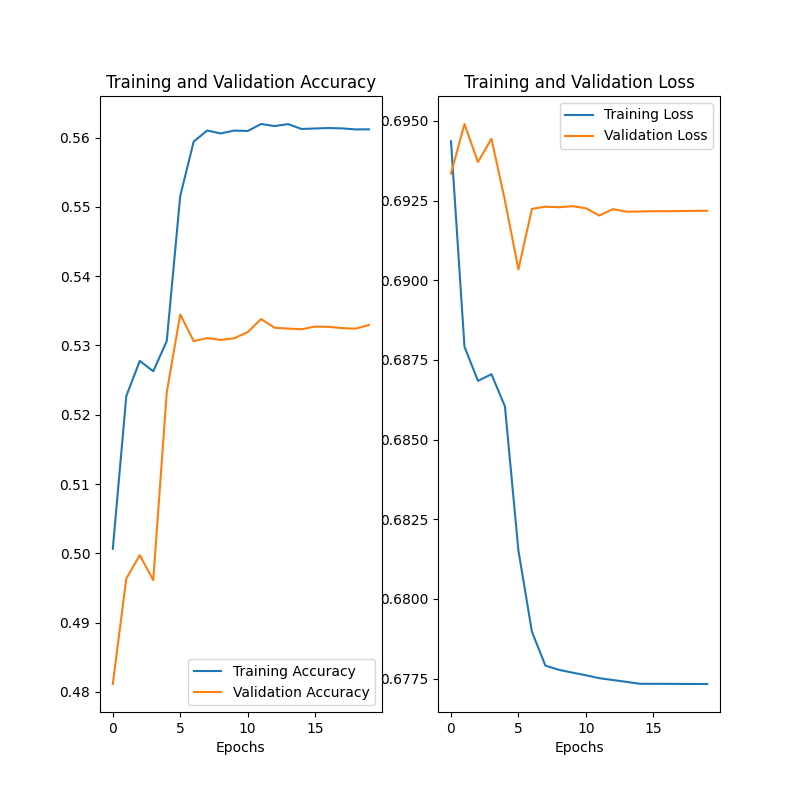 Training and Validation Accuracy
0.56
0.55
0.54
0.53
0.52
0.51
0.50
0.49
0.48
Training Accuracy
Validation Accuracy
0 5 10 15
Epochs
Training and Validation Loss
0.6950
0.6925
0.6900
0.6875
0.6850
0.6825
0.6800
0.6775
Training Loss
Validation Loss
0 5 10 15
Epochs